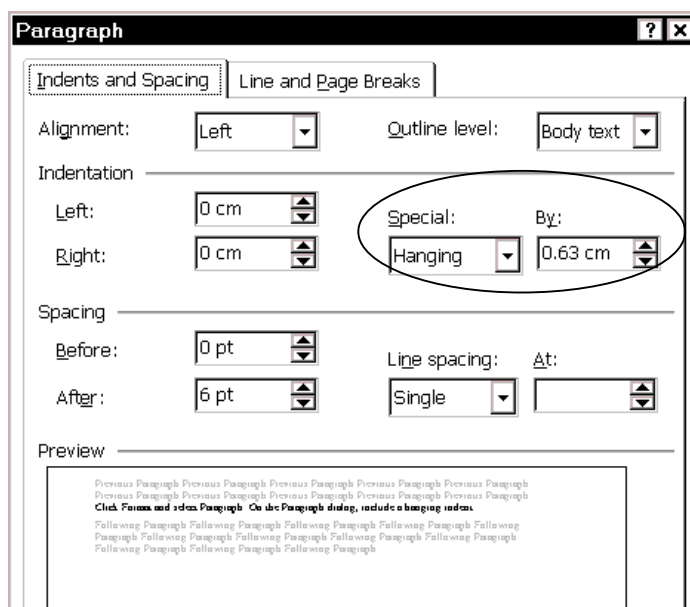 Paragraph
Indents and Spacing Line and Page Breaks
Alignment: Left Outline level: Body text
Indentation
Left: 0 cm Special: By:
Right: 0 cm Hanging 0.63 cm
Spacing
Before: 0 pt Line spacing: At:
After: 6 pt Single
Preview
Previous Paragraph Previous Paragraph Previous Paragraph Previous Paragraph Previous Paragraph
Previous Paragraph Previous Paragraph Previous Paragraph Previous Paragraph Previous Paragraph
Click Format and select Paragraph. On the Paragraph dialog, include a hanging indent.
Following Paragraph Following Paragraph Following Paragraph Following Paragraph Following
Paragraph Following Paragraph Following Paragraph Following Paragraph Following Paragraph
Following Paragraph Following Paragraph Following Paragraph